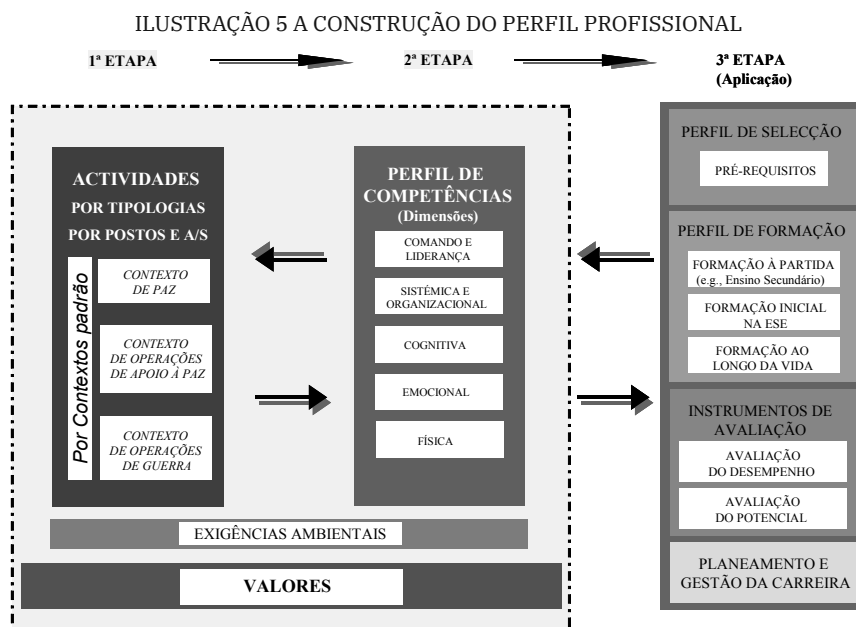 ILUSTRAÇÃO 5 A CONSTRUÇÃO DO PERFIL PROFISSIONAL
1ª ETAPA
2ª ETAPA
3ª ETAPA
(Aplicação)
ACTIVIDADES
POR TIPOLOGIAS
POR POSTOS E A/S
Por Contextos padrão
CONTEXTO
DE PAZ
CONTEXTO
DE OPERAÇÕES
DE APOIO À PAZ
CONTEXTO
DE OPERAÇÕES
DE GUERRA
PERFIL DE
COMPETÊNCIAS
(Dimensões)
COMANDO E
LIDERANÇA
SISTÉMICA E
ORGANIZACIONAL
COGNITIVA
EMOCIONAL
FÍSICA
EXIGÊNCIAS AMBIENTAIS
VALORES
PERFIL DE SELECÇÃO
PRÉ-REQUISITOS
PERFIL DE FORMAÇÃO
FORMAÇÃO À PARTIDA
(e.g., Ensino Secundário)
FORMAÇÃO INICIAL
NA ESE
FORMAÇÃO AO
LONGO DA VIDA
INSTRUMENTOS DE
AVALIAÇÃO
AVALIAÇÃO
DO DESEMPENHO
AVALIAÇÃO
DO POTENCIAL
PLANEAMENTO E
GESTÃO DA CARREIRA